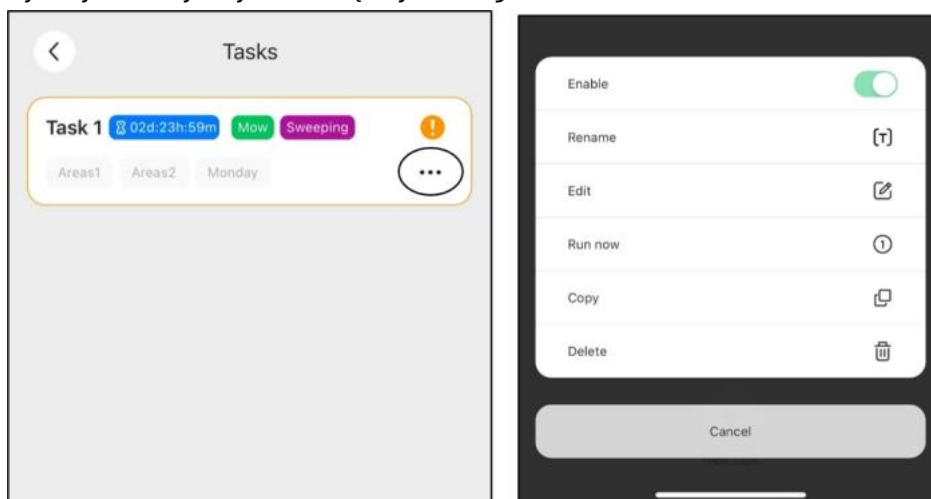 Tasks
Task 1 02d:23h:59m Mow Sweeping
Areas1 Areas2 Monday
Enable
Rename
Edit
Run now
Copy
Delete
Cancel